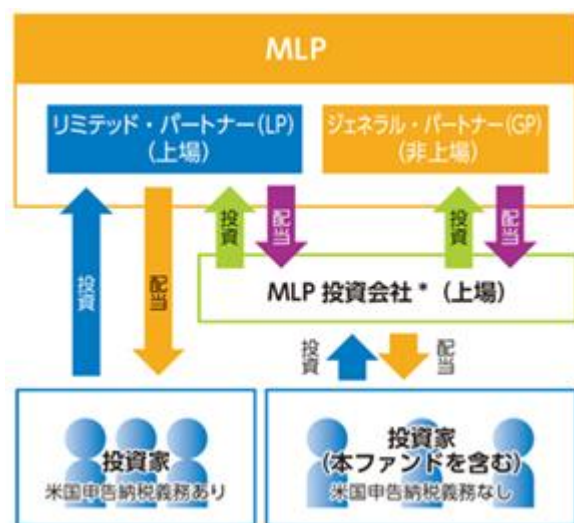 MLP
リミテッド・パートナー(LP)
(上場)
ジェネラル・パートナー(GP)
(非上場)
投資
配当
投資
配当
投資
配当
MLP 投資会社 * (上場)
投資
配当
投資家
米国申告納税義務あり
投資家
(本ファンドを含む)
米国申告納税義務なし